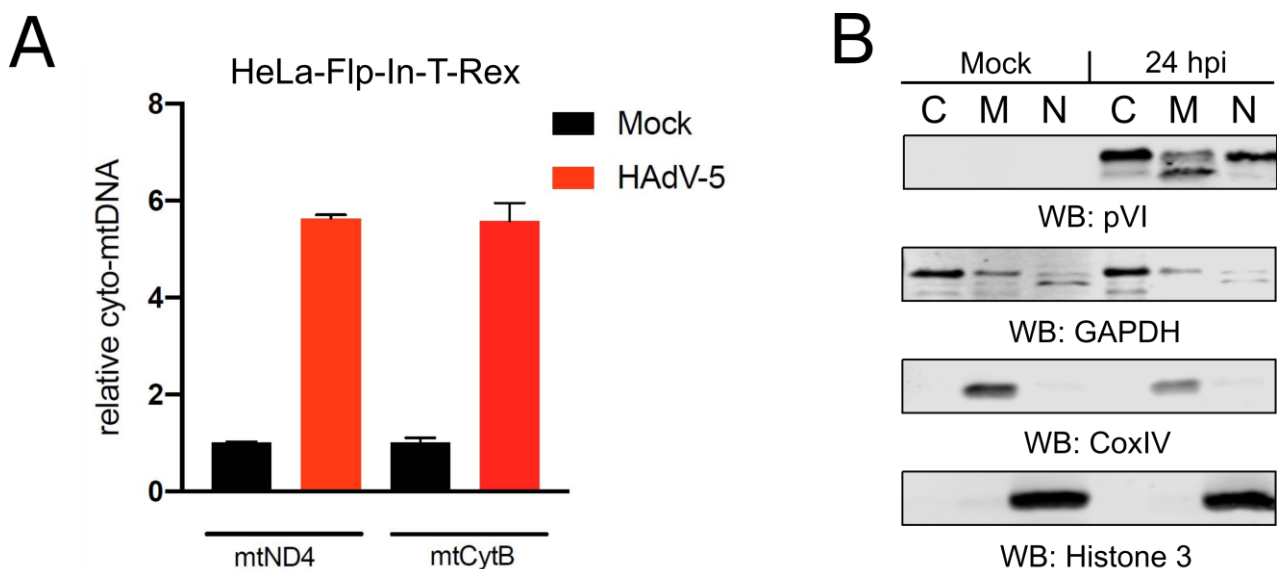 A
HeLa-Flp-In-T-Rex
8
6
4
2
0
relative cyto-mtDNA
Mock
HAdV-5
mtND4
mtCytB
B
Mock 24 hpi
C M N C M N
WB: pVI
WB: GAPDH
WB: CoxIV
WB: Histone 3